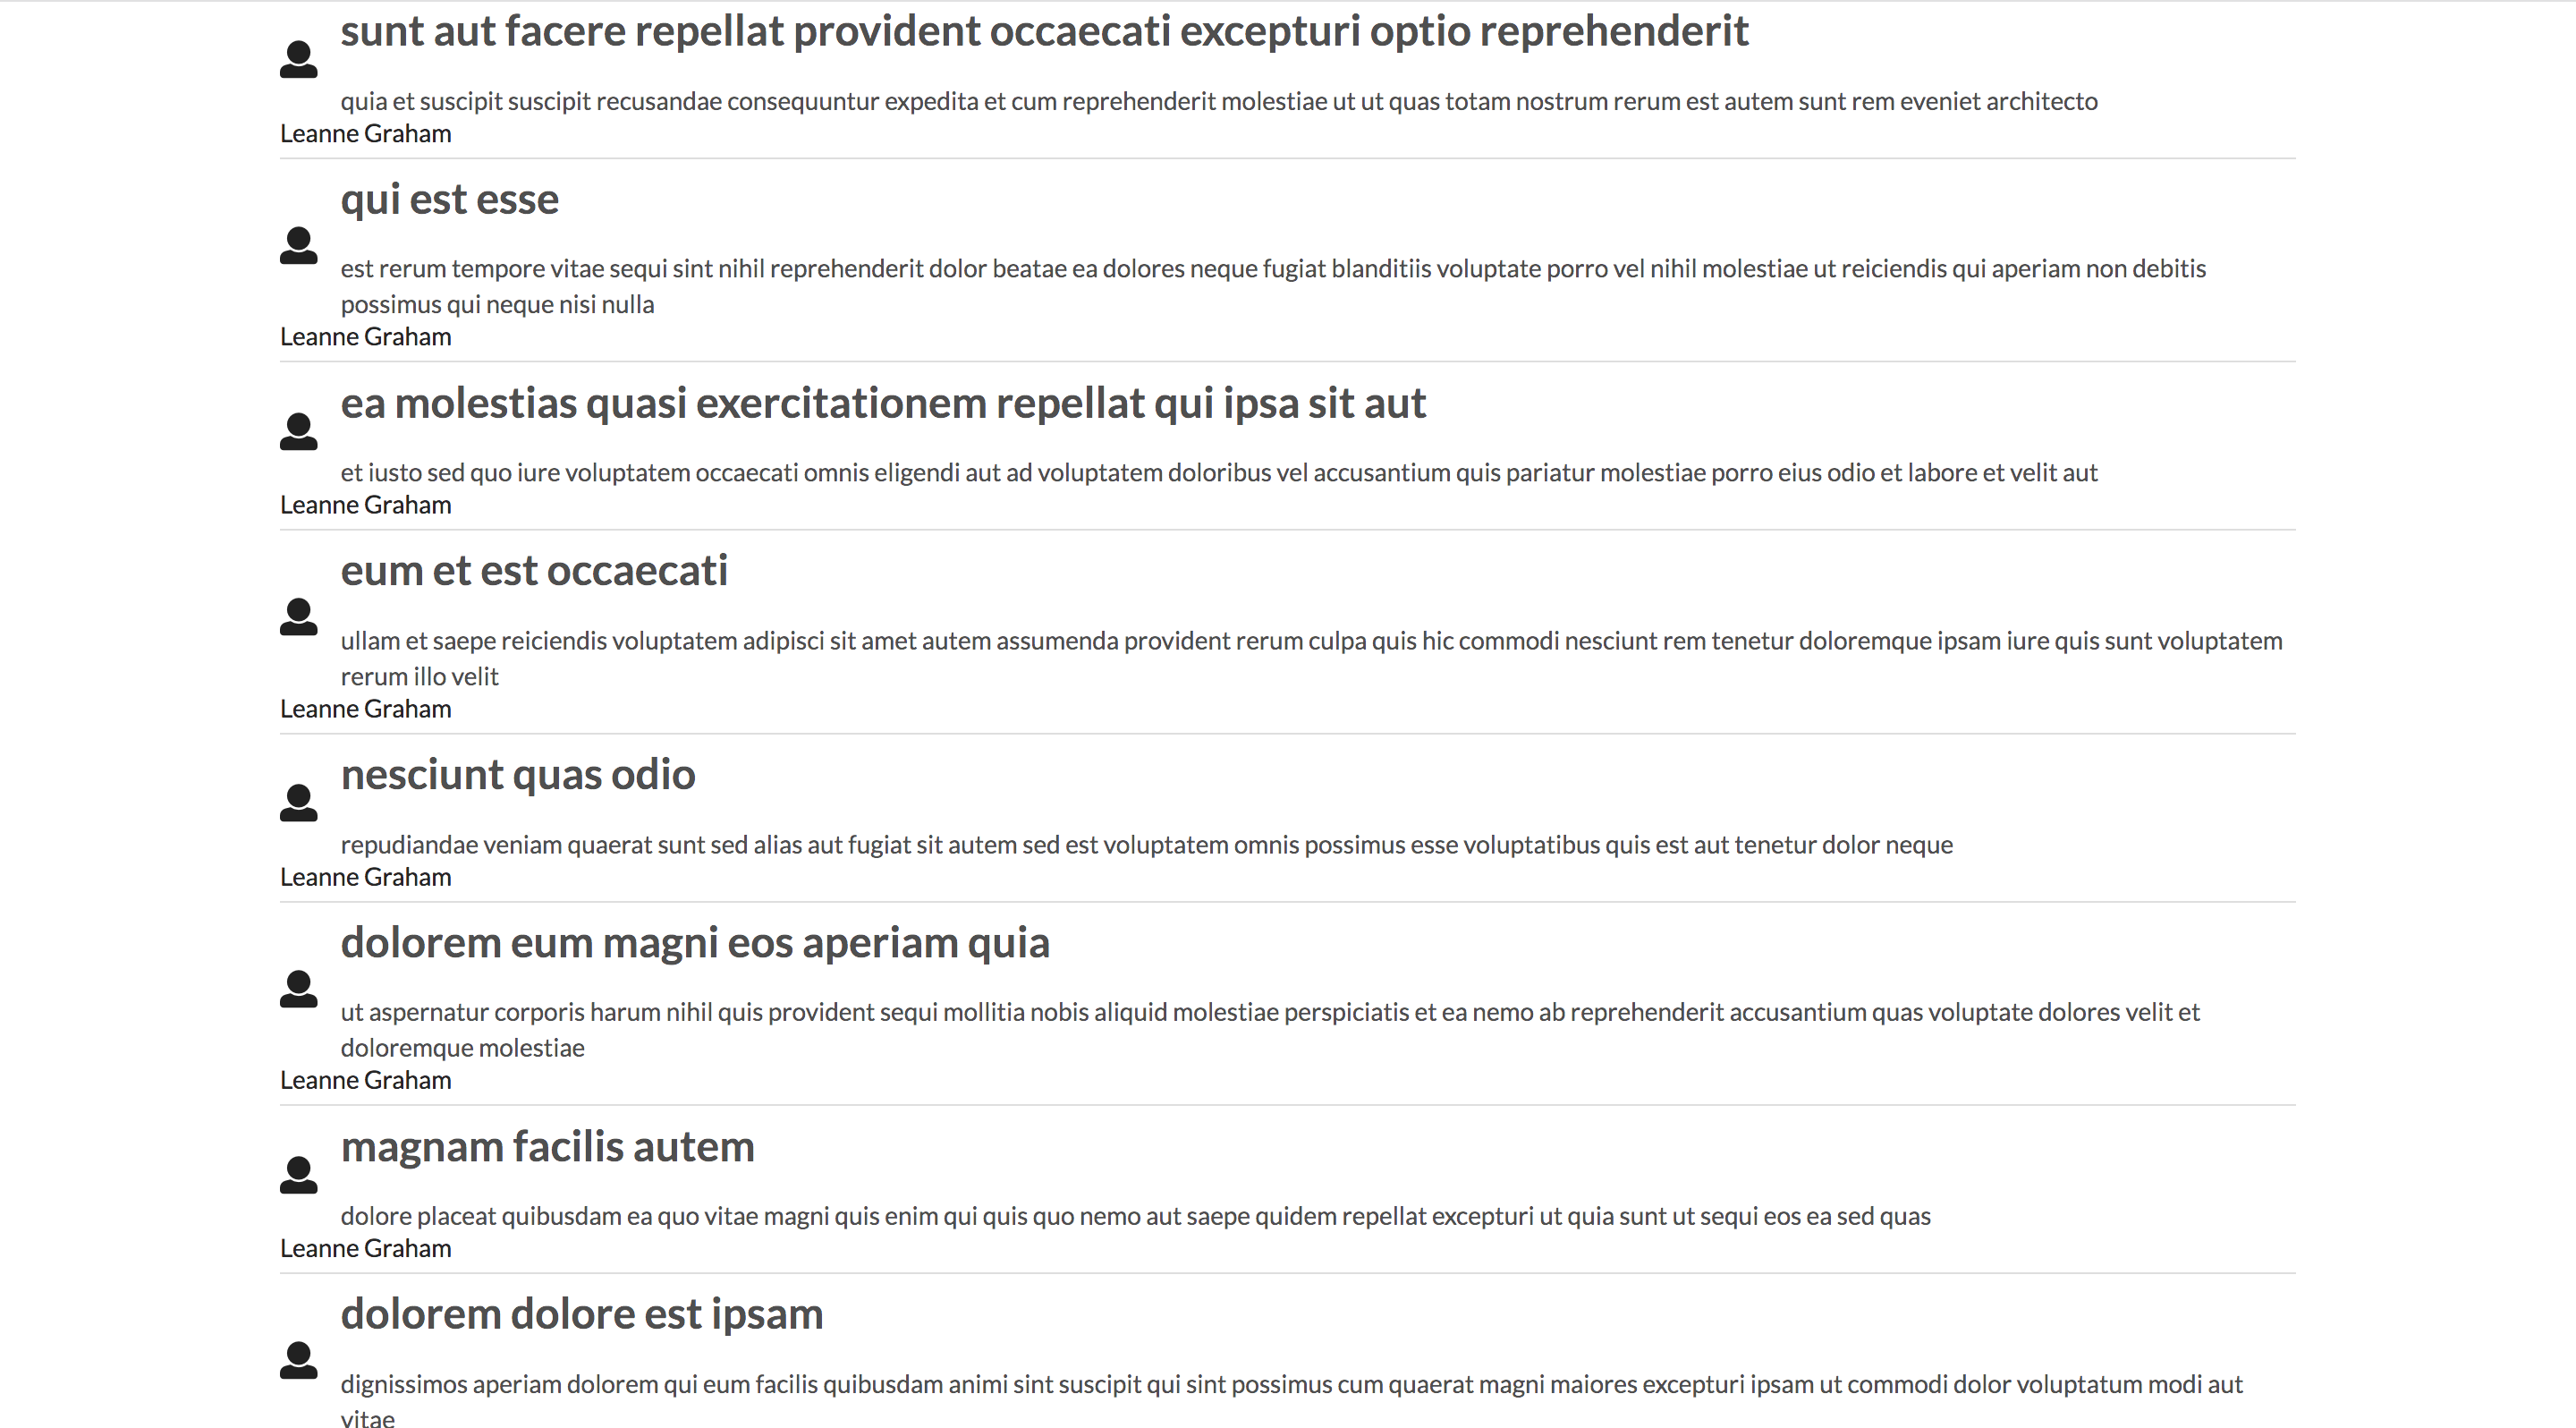 sunt aut facere repellat provident occaecati excepturi optio reprehenderit
quia et suscipit suscipit recusandae consequuntur expedita et cum reprehenderit molestiae ut ut quas totam nostrum rerum est autem sunt rem eveniet architecto
Leanne Graham
qui est esse
est rerum tempore vitae sequi sint nihil reprehenderit dolor beatae ea dolores neque fugiat blanditiis voluptate porro vel nihil molestiae ut reiciendis qui aperiam non debitis
possimus qui neque nisi nulla
Leanne Graham
ea molestias quasi exercitationem repellat qui ipsa sit aut
et iusto sed quo iure voluptatem occaecati omnis eligendi aut ad voluptatem doloribus vel accusantium quis pariatur molestiae porro eius odio et labore et velit aut
Leanne Graham
eum et est occaecati
ullam et saepe reiciendis voluptatem adipisci sit amet autem assumenda provident rerum culpa quis hic commodi nesciunt rem tenetur doloremque ipsam iure quis sunt voluptatem
rerum illo velit
Leanne Graham
nesciunt quas odio
repudiandae veniam quaerat sunt sed alias aut fugiat sit autem sed est voluptatem omnis possimus esse voluptatibus quis est aut tenetur dolor neque
Leanne Graham
dolorem eum magni eos aperiam quia
ut aspernatur corporis harum nihil quis provident sequi mollitia nobis aliquid molestiae perspiciatis et ea nemo ab reprehenderit accusantium quas voluptate dolores velit et
doloremque molestiae
Leanne Graham
magnam facilis autem
dolore placeat quibusdam ea quo vitae magni quis enim qui quis quo nemo aut saepe quidem repellat excepturi ut quia sunt ut sequi eos ea sed quas
Leanne Graham
dolorem dolore est ipsam
dignissimos aperiam dolorem qui eum facilis quibusdam animi sint suscipit qui sint possimus cum quaerat magni maiores excepturi ipsam ut commodi dolor voluptatum modi aut
vitae